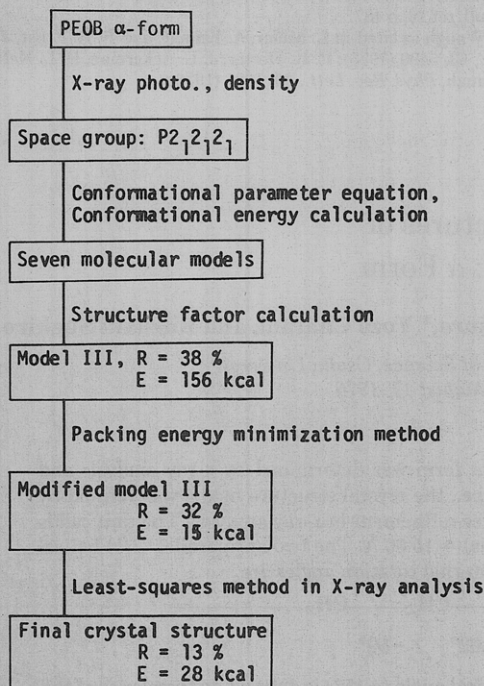 PEOB α-form
X-ray photo., density
Space group: P2₁2₁2₁
Conformational parameter equation,
Conformational energy calculation
Seven molecular models
Structure factor calculation
Model III, R = 38 %
E = 156 kcal
Packing energy minimization method
Modified model III
R = 32 %
E = 15 kcal
Least-squares method in X-ray analysis
Final crystal structure
R = 13 %
E = 28 kcal